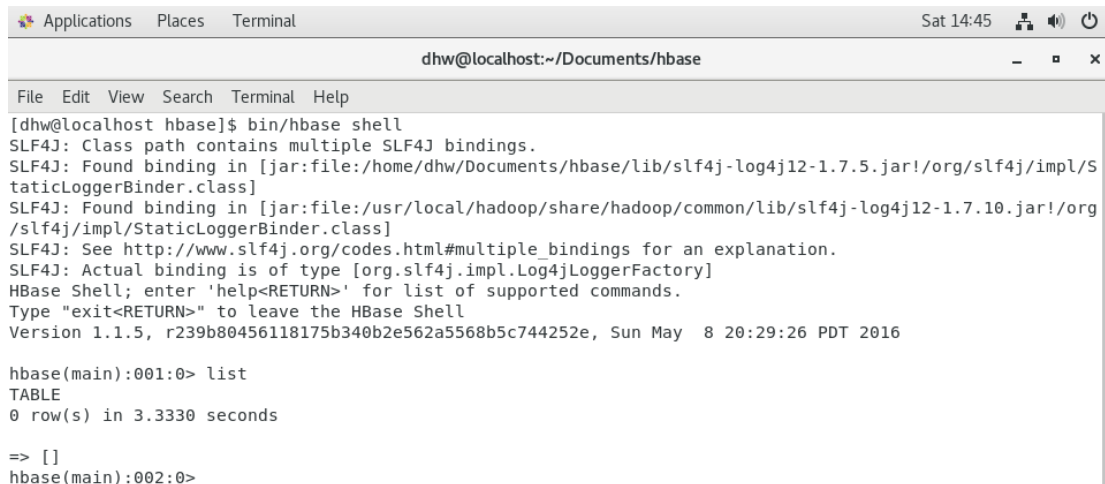 Applications Places Terminal Sat 14:45
dhw@localhost:~/Documents/hbase
File Edit View Search Terminal Help
[dhw@localhost hbase]$ bin/hbase shell
SLF4J: Class path contains multiple SLF4J bindings.
SLF4J: Found binding in [jar:file:/home/dhw/Documents/hbase/lib/slf4j-log4j12-1.7.5.jar!/org/slf4j/impl/S
taticLoggerBinder.class]
SLF4J: Found binding in [jar:file:/usr/local/hadoop/share/hadoop/common/lib/slf4j-log4j12-1.7.10.jar!/org
/slf4j/impl/StaticLoggerBinder.class]
SLF4J: See http://www.slf4j.org/codes.html#multiple_bindings for an explanation.
SLF4J: Actual binding is of type [org.slf4j.impl.Log4jLoggerFactory]
HBase Shell; enter 'help<RETURN>' for list of supported commands.
Type "exit<RETURN>" to leave the HBase Shell
Version 1.1.5, r239b80456118175b340b2e562a5568b5c744252e, Sun May  8 20:29:26 PDT 2016
hbase(main):001:0> list
TABLE
0 row(s) in 3.3330 seconds
=> []
hbase(main):002:0>